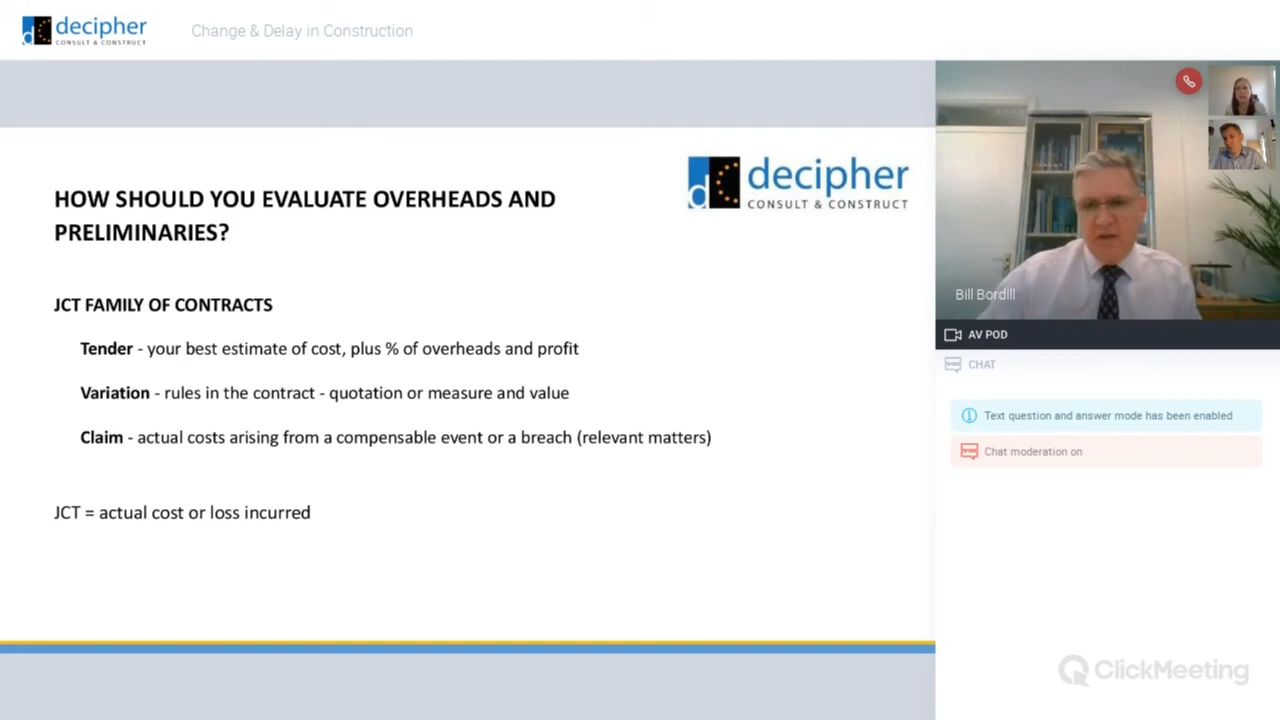 decipher
CONSULT & CONSTRUCT
Change & Delay in Construction
decipher
CONSULT & CONSTRUCT
HOW SHOULD YOU EVALUATE OVERHEADS AND
PRELIMINARIES?
JCT FAMILY OF CONTRACTS
Tender - your best estimate of cost, plus % of overheads and profit
Variation - rules in the contract - quotation or measure and value
Claim - actual costs arising from a compensable event or a breach (relevant matters)
JCT = actual cost or loss incurred
Bill Bordill
AV POD
CHAT
Text question and answer mode has been enabled
Chat moderation on
ClickMeeting